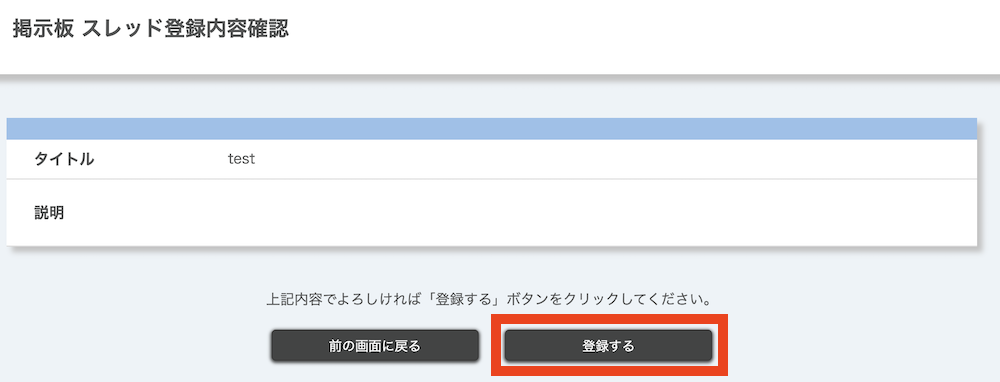 掲示板 スレッド登録内容確認
タイトル test
説明
上記内容でよろしければ「登録する」ボタンをクリックしてください。
前の画面に戻る 登録する